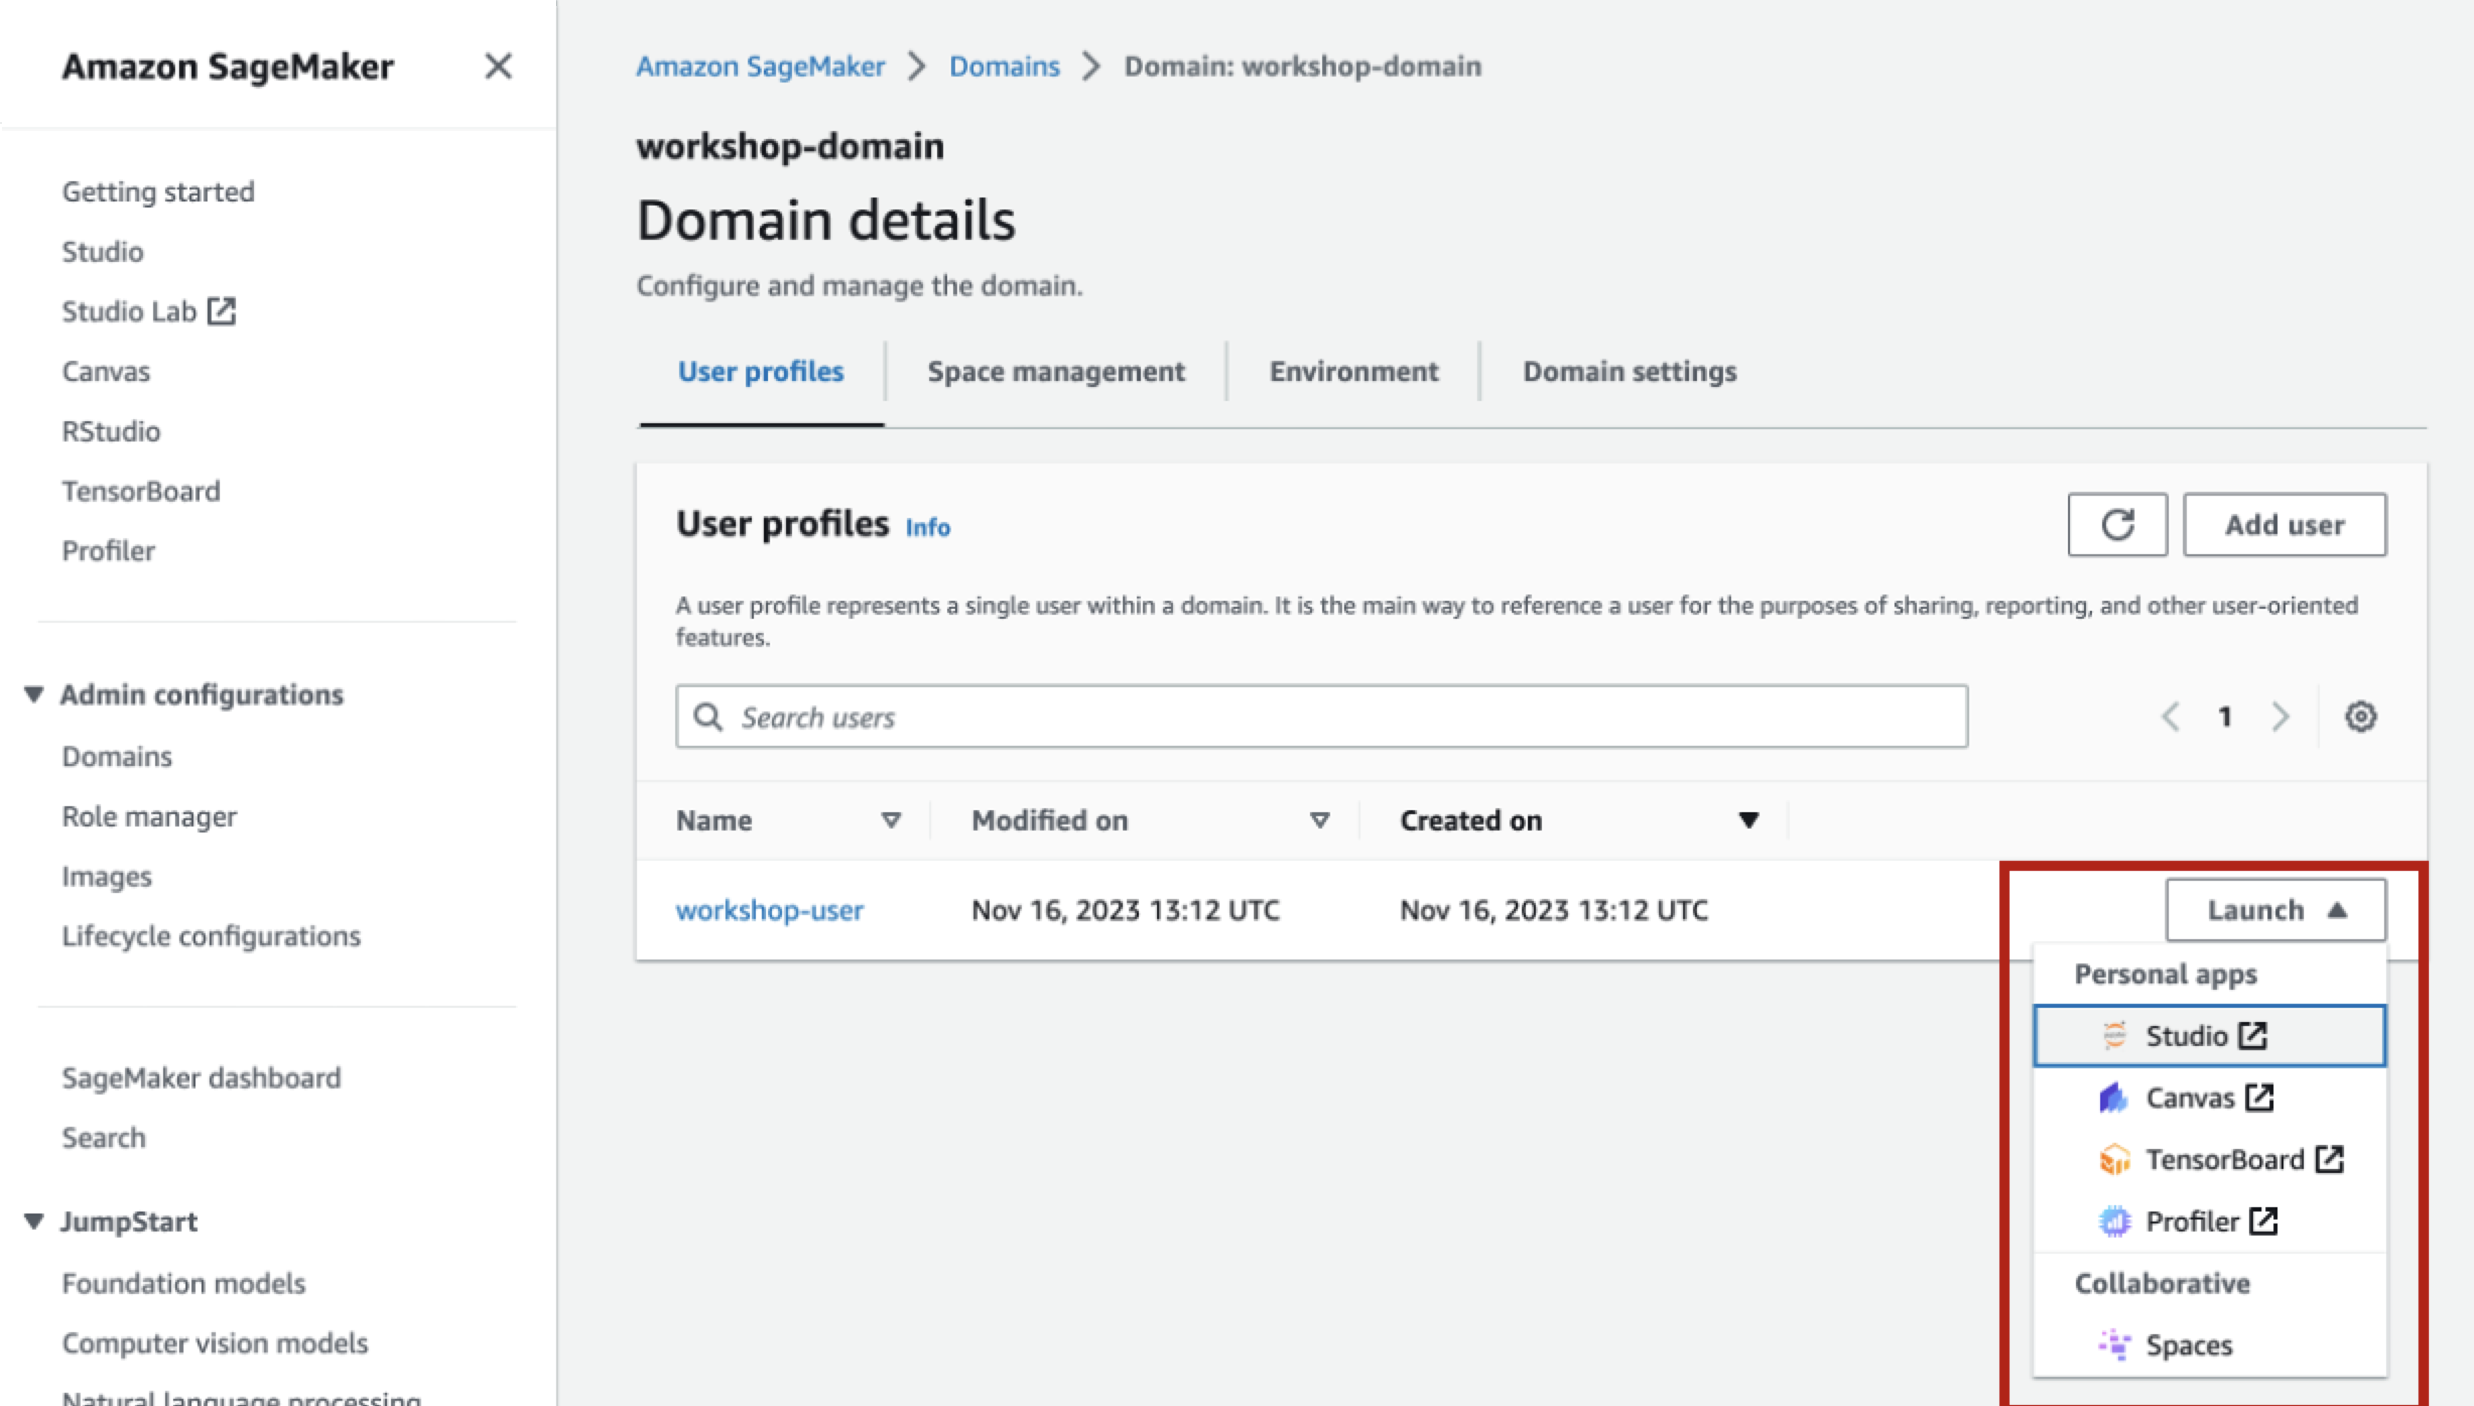 Amazon SageMaker
Getting started
Studio
Studio Lab
Canvas
RStudio
TensorBoard
Profiler
Admin configurations
Domains
Role manager
Images
Lifecycle configurations
SageMaker dashboard
Search
JumpStart
Foundation models
Computer vision models
Natural language processing
Amazon SageMaker > Domains > Domain: workshop-domain
workshop-domain
Domain details
Configure and manage the domain.
User profiles Space management Environment Domain settings
User profiles Info
Add user
A user profile represents a single user within a domain. It is the main way to reference a user for the purposes of sharing, reporting, and other user-oriented
features.
Search users
1
Name Modified on Created on
workshop-user Nov 16, 2023 13:12 UTC Nov 16, 2023 13:12 UTC Launch
Personal apps
Studio
Canvas
TensorBoard
Profiler
Collaborative
Spaces